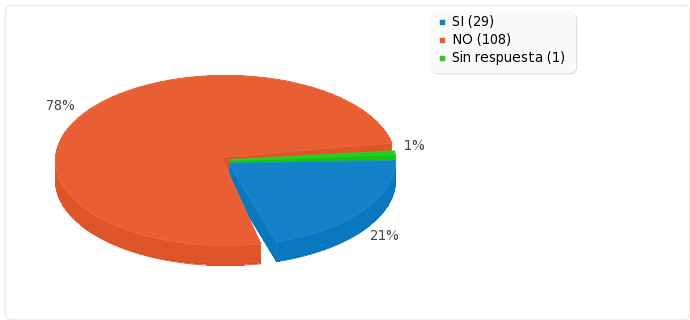 SI (29)
NO (108)
Sin respuesta (1)
78%
1%
21%